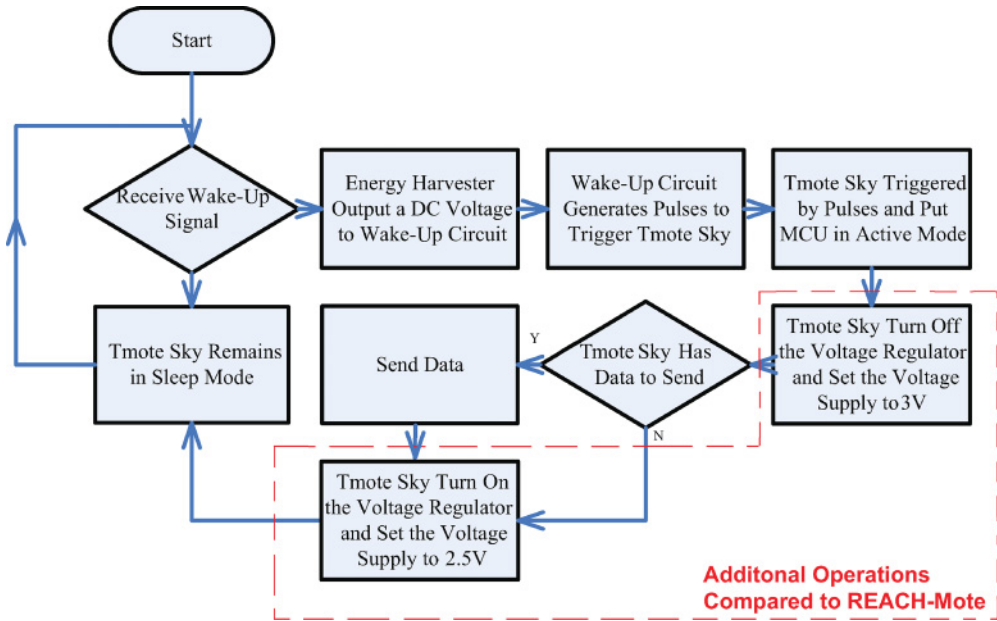 Start
Receive Wake-Up
Signal
Energy Harvester
Output a DC Voltage
to Wake-Up Circuit
Wake-Up Circuit
Generates Pulses to
Trigger Tmote Sky
Tmote Sky Triggered
by Pulses and Put
MCU in Active Mode
Tmote Sky Turn Off
the Voltage Regulator
and Set the Voltage
Supply to3V
Tmote Sky Has
Data to Send
Y
N
Send Data
Tmote Sky Turn On
the Voltage Regulator
and Set the Voltage
Supply to 2.5V
Tmote Sky Remains
in Sleep Mode
Additonal Operations
Compared to REACH-Mote